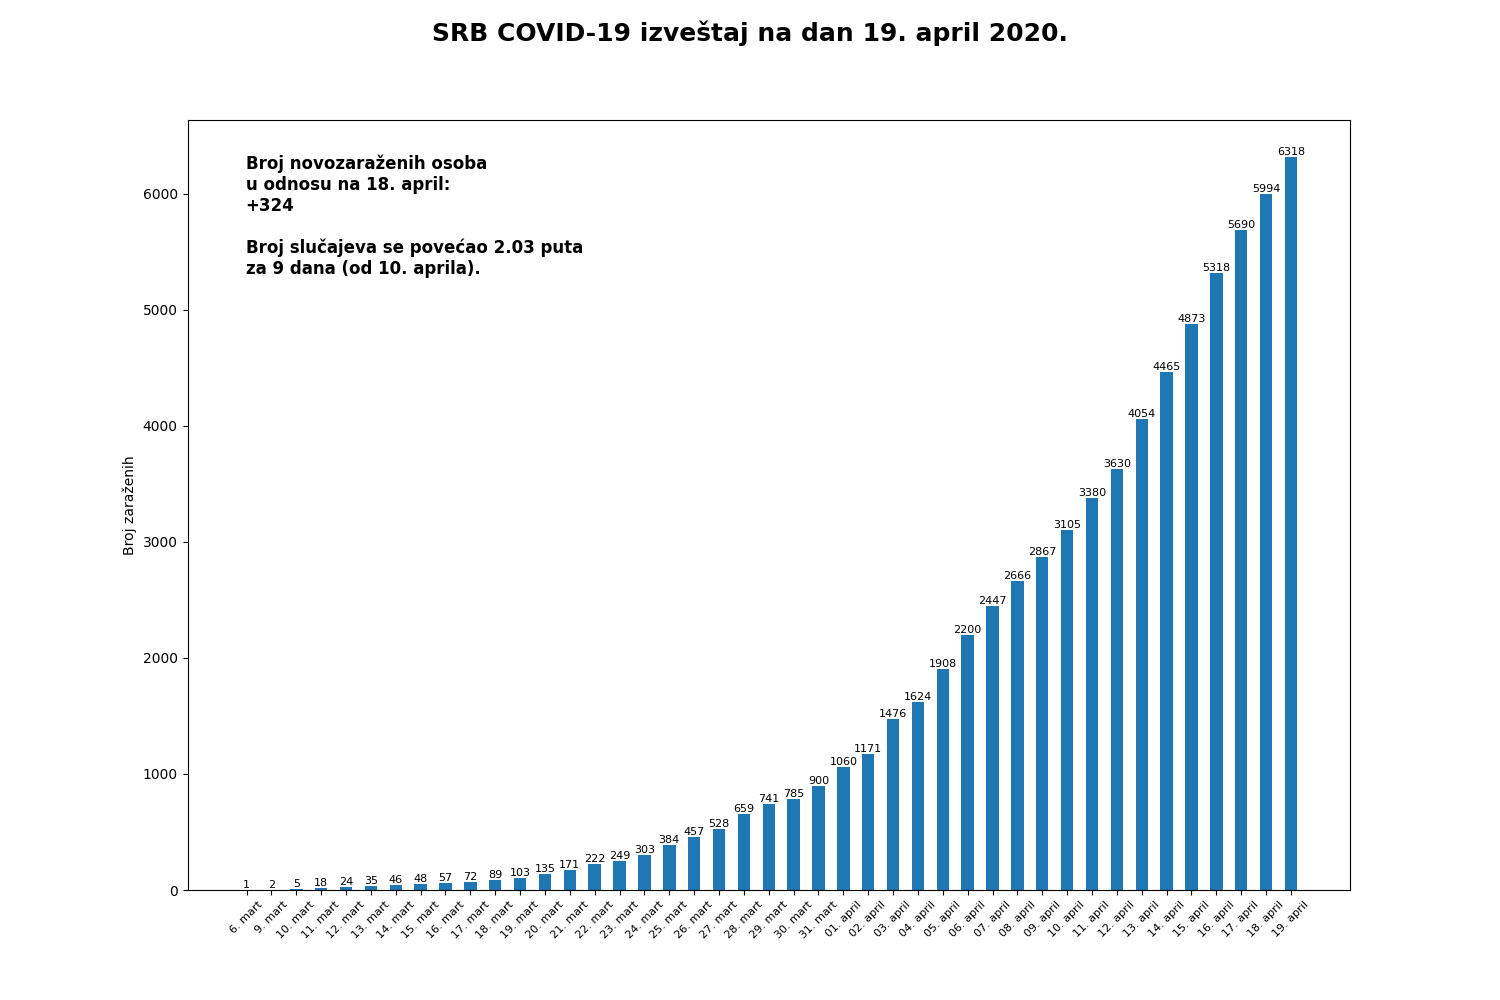 SRB COVID-19 izveštaj na dan 19. april 2020.
Broj novozaraženih osoba
u odnosu na 18. april:
+324
Broj slučajeva se povećao 2.03 puta
za 9 dana (od 10. aprila).
Broj zaraženih
6000
5000
4000
3000
2000
1000
0
1 2 5 18 24 35 46 48 57 72 89 103 135 171 222 249 303 384 457 528 659 741 785 900 1060 1171 1476 1624 1908 2200 2447 2666 2867 3105 3380 3630 4054 4465 4873 5318 5690 5994 6318
6. mart 9. mart 10. mart 11. mart 12. mart 13. mart 14. mart 15. mart 16. mart 17. mart 18. mart 19. mart 20. mart 21. mart 22. mart 23. mart 24. mart 25. mart 26. mart 27. mart 28. mart 29. mart 30. mart 31. mart 01. april 02. april 03. april 04. april 05. april 06. april 07. april 08. april 09. april 10. april 11. april 12. april 13. april 14. april 15. april 16. april 17. april 18. april 19. april